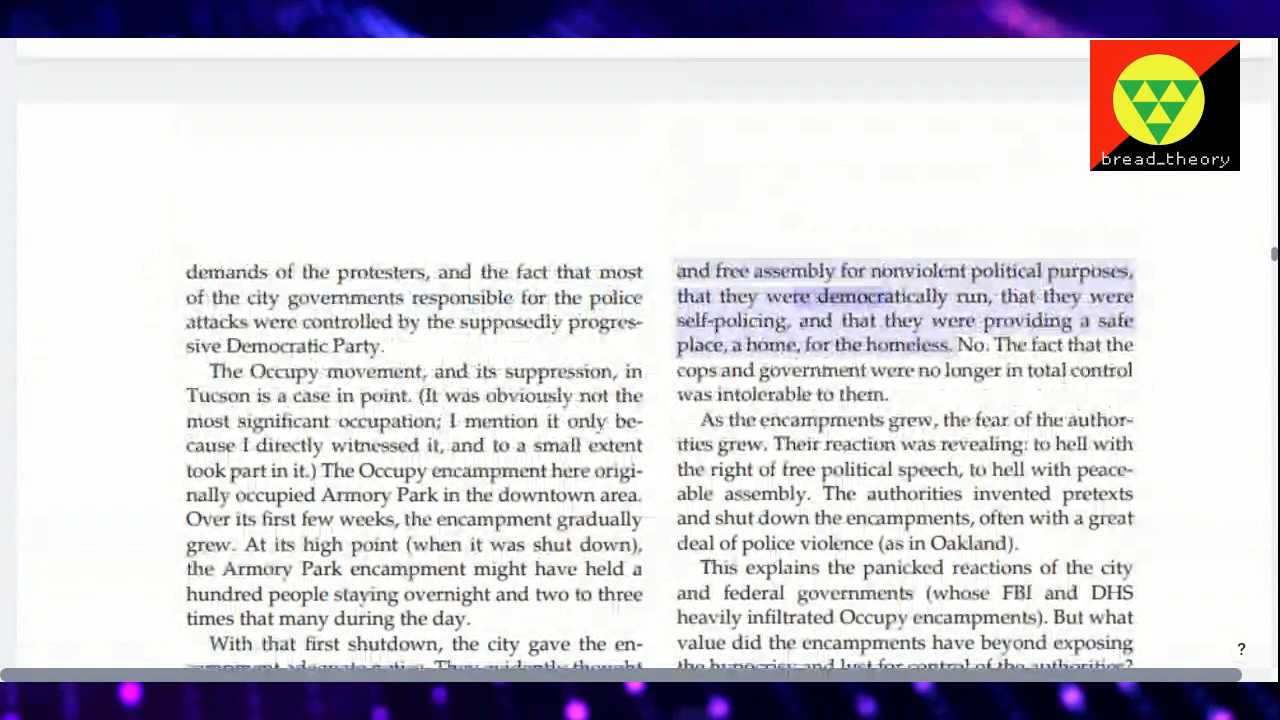 demands of the protesters, and the fact that most
of the city governments responsible for the police
attacks were controlled by the supposedly progres-
sive Democratic Party.
The Occupy movement, and its suppression, in
Tucson is a case in point. (It was obviously not the
most significant occupation; I mention it only be-
cause I directly witnessed it, and to a small extent
took part in it.) The Occupy encampment here origi-
nally occupied Armory Park in the downtown area.
Over its first few weeks, the encampment gradually
grew. At its high point (when it was shut down),
the Armory Park encampment might have held a
hundred people staying overnight and two to three
times that many during the day.
With that first shutdown, the city gave the en-
and free assembly for nonviolent political purposes,
that they were democratically run, that they were
self-policing, and that they were providing a safe
place, a home, for the homeless. No. The fact that the
cops and government were no longer in total control
was intolerable to them.
As the encampments grew, the fear of the author-
ities grew. Their reaction was revealing: to hell with
the right of free political speech, to hell with peace-
able assembly. The authorities invented pretexts
and shut down the encampments, often with a great
deal of police violence (as in Oakland).
This explains the panicked reactions of the city
and federal governments (whose FBI and DHS
heavily infiltrated Occupy encampments). But what
value did the encampments have beyond exposing
the hypocrisy and lust for control of the authorities?
bread_theory
?